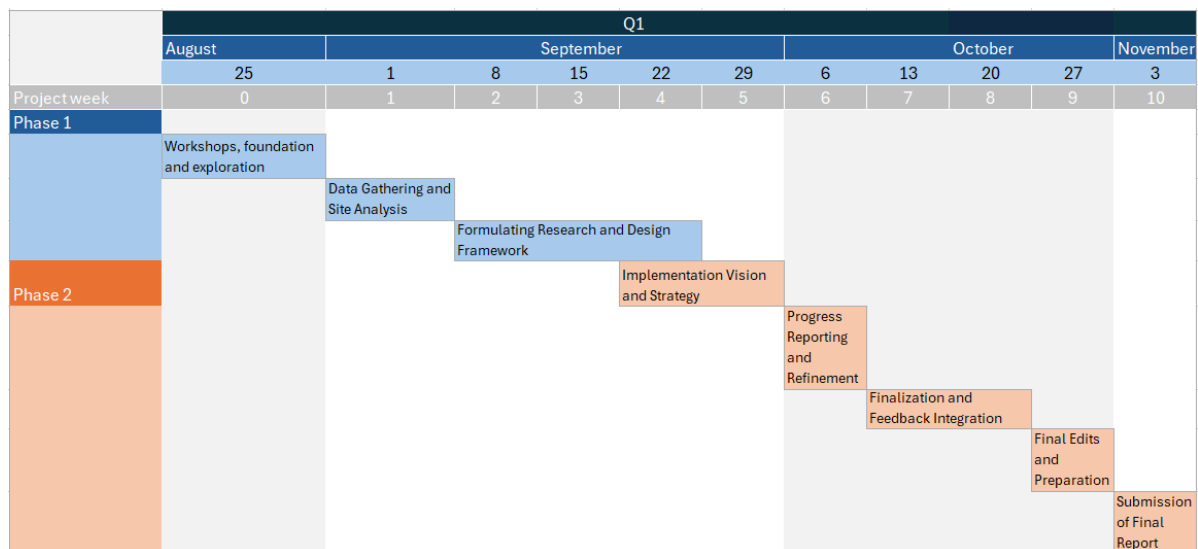 Q1
August September October November
25 1 8 15 22 29 6 13 20 27 3
Project week 0 1 2 3 4 5 6 7 8 9 10
Phase 1
Workshops, foundation
and exploration
Data Gathering and
Site Analysis
Formulating Research and Design
Framework
Phase 2
Implementation Vision
and Strategy
Progress
Reporting
and
Refinement
Finalization and
Feedback Integration
Final Edits
and
Preparation
Submission
of Final
Report